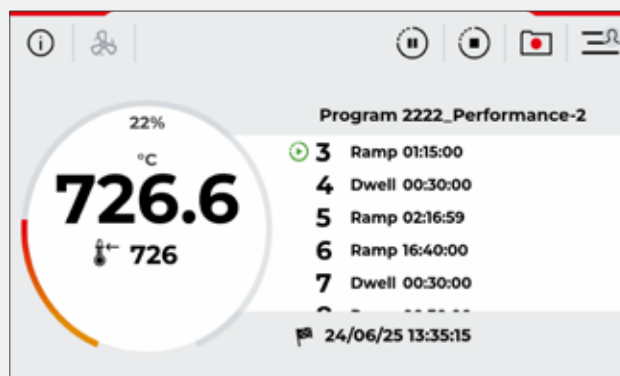 22%
°C
726.6
726
Program 2222_Performance-2
3 Ramp 01:15:00
4 Dwell 00:30:00
5 Ramp 02:16:59
6 Ramp 16:40:00
7 Dwell 00:30:00
24/06/25 13:35:15